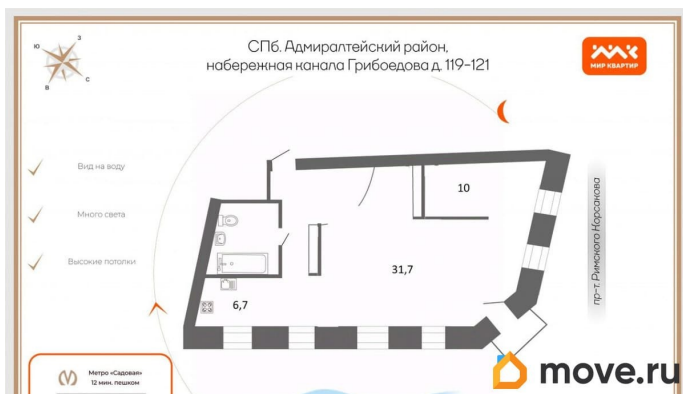 СПб. Адмиралтейский район,
набережная канала Грибоедова д. 119-121
МИР КВАРТИР
Ю
З
В
С
Вид на воду
Много света
Высокие потолки
10
31,7
6,7
пр-т. Римского Корсакова
Метро «Садовая»
12 мин. пешком
move.ru